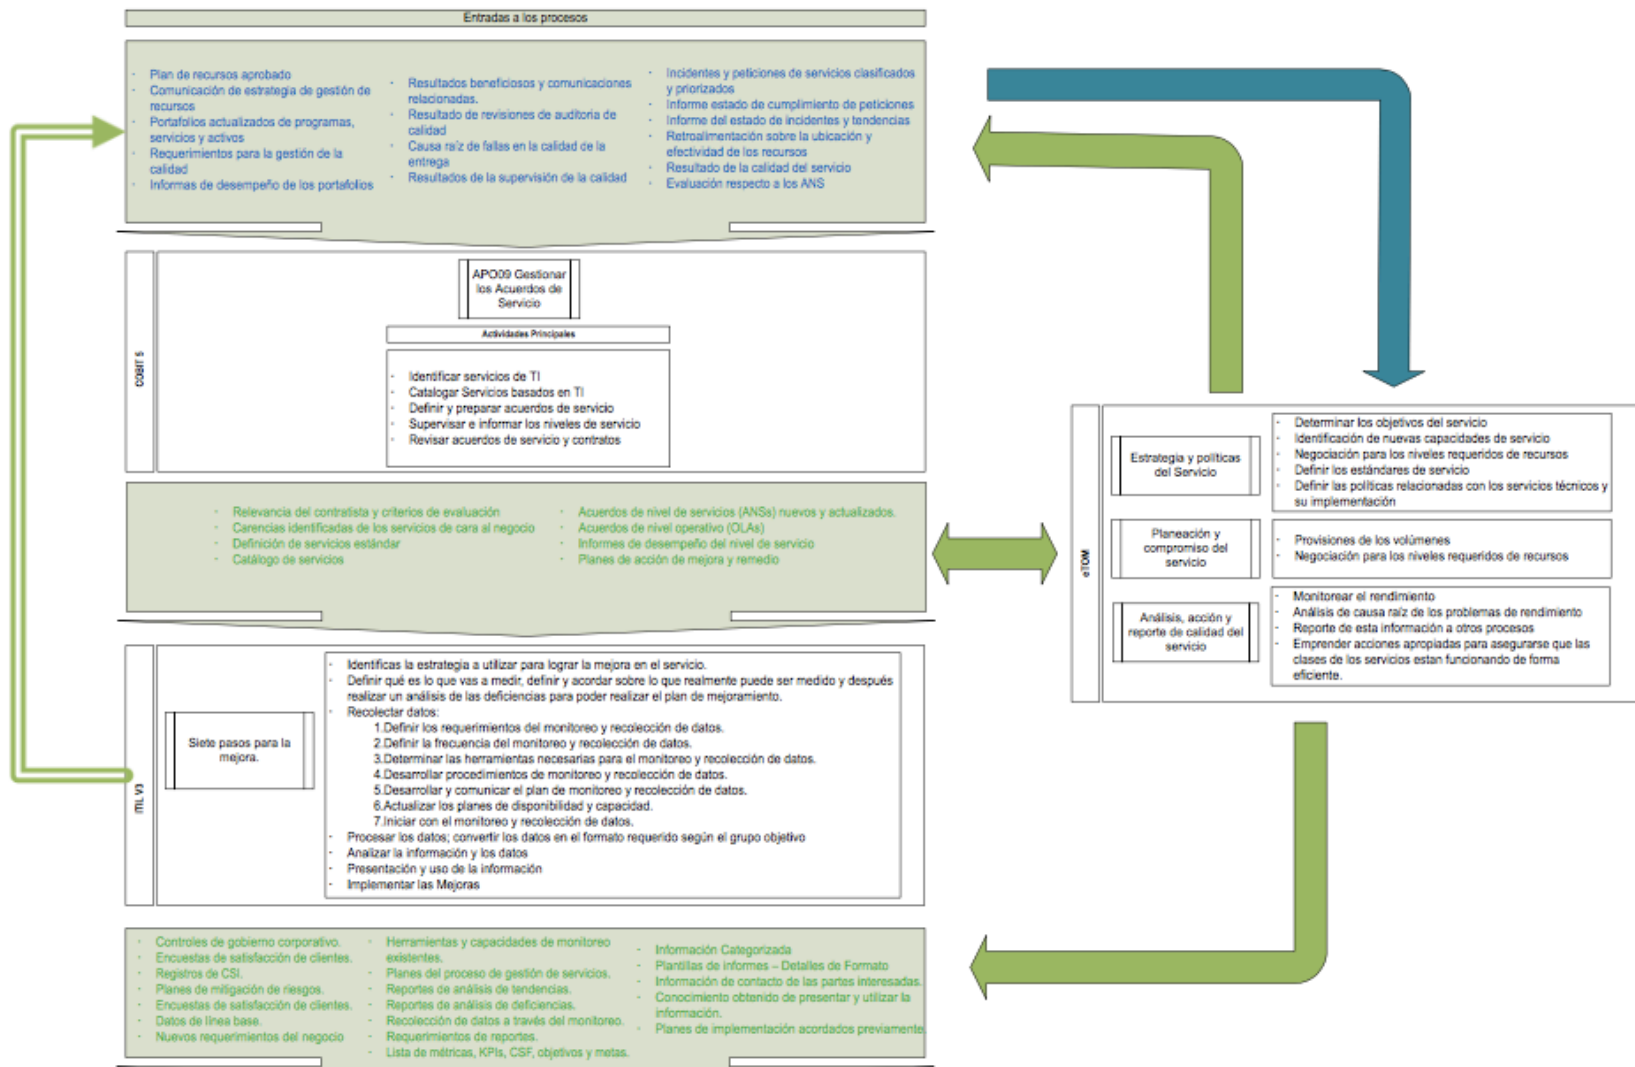 Entradas a los procesos
· Plan de recursos aprobado
· Comunicación de estrategia de gestión de
recursos
· Portafolios actualizados de programas,
servicios y activos
· Requerimientos para la gestión de la
calidad
· Informas de desempeño de los portafolios
· Resultados beneficiosos y comunicaciones
relacionadas.
· Resultado de revisiones de auditoria de
calidad
· Causa raíz de fallas en la calidad de la
entrega
· Resultados de la supervisión de la calidad
· Incidentes y peticiones de servicios clasificados
y priorizados
· Informe estado de cumplimiento de peticiones
· Informe del estado de incidentes y tendencias
· Retroalimentación sobre la ubicación y
efectividad de los recursos
· Resultado de la calidad del servicio
· Evaluación respecto a los ANS
COBIT 5
APO09 Gestionar
los Acuerdos de
Servicio
Actividades Principales
· Identificar servicios de TI
· Catalogar Servicios basados en TI
· Definir y preparar acuerdos de servicio
· Supervisar e informar los niveles de servicio
· Revisar acuerdos de servicio y contratos
· Relevancia del contratista y criterios de evaluación
· Carencias identificadas de los servicios de cara al negocio
· Definición de servicios estándar
· Catálogo de servicios
· Acuerdos de nivel de servicios (ANSs) nuevos y actualizados.
· Acuerdos de nivel operativo (OLAs)
· Informes de desempeño del nivel de servicio
· Planes de acción de mejora y remedio
eTOM
Estrategia y políticas
del Servicio
· Determinar los objetivos del servicio
· Identificación de nuevas capacidades de servicio
· Negociación para los niveles requeridos de recursos
· Definir los estándares de servicio
· Definir las políticas relacionadas con los servicios técnicos y
su implementación
Planeación y
compromiso del
servicio
· Provisiones de los volúmenes
· Negociación para los niveles requeridos de recursos
Análisis, acción y
reporte de calidad del
servicio
· Monitorear el rendimiento
· Análisis de causa raíz de los problemas de rendimiento
· Reporte de esta información a otros procesos
· Emprender acciones apropiadas para asegurarse que las
clases de los servicios estan funcionando de forma
eficiente.
ITIL V3
Siete pasos para la
mejora.
· Identificas la estrategia a utilizar para lograr la mejora en el servicio.
· Definir qué es lo que vas a medir, definir y acordar sobre lo que realmente puede ser medido y después
realizar un análisis de las deficiencias para poder realizar el plan de mejoramiento.
· Recolectar datos:
1.Definir los requerimientos del monitoreo y recolección de datos.
2.Definir la frecuencia del monitoreo y recolección de datos.
3.Determinar las herramientas necesarias para el monitoreo y recolección de datos.
4.Desarrollar procedimientos de monitoreo y recolección de datos.
5.Desarrollar y comunicar el plan de monitoreo y recolección de datos.
6.Actualizar los planes de disponibilidad y capacidad.
7.Iniciar con el monitoreo y recolección de datos.
· Procesar los datos; convertir los datos en el formato requerido según el grupo objetivo
· Analizar la información y los datos
· Presentación y uso de la información
· Implementar las Mejoras
· Controles de gobierno corporativo.
· Encuestas de satisfacción de clientes.
· Registros de CSI.
· Planes de mitigación de riesgos.
· Encuestas de satisfacción de clientes.
· Datos de línea base.
· Nuevos requerimientos del negocio
· Herramientas y capacidades de monitoreo
existentes.
· Planes del proceso de gestión de servicios.
· Reportes de análisis de tendencias.
· Reportes de análisis de deficiencias.
· Recolección de datos a través del monitoreo.
· Requerimientos de reportes.
· Lista de métricas, KPIs, CSF, objetivos y metas.
· Información Categorizada
· Plantillas de informes – Detalles de Formato
· Información de contacto de las partes interesadas.
· Conocimiento obtenido de presentar y utilizar la
información.
· Planes de implementación acordados previamente.